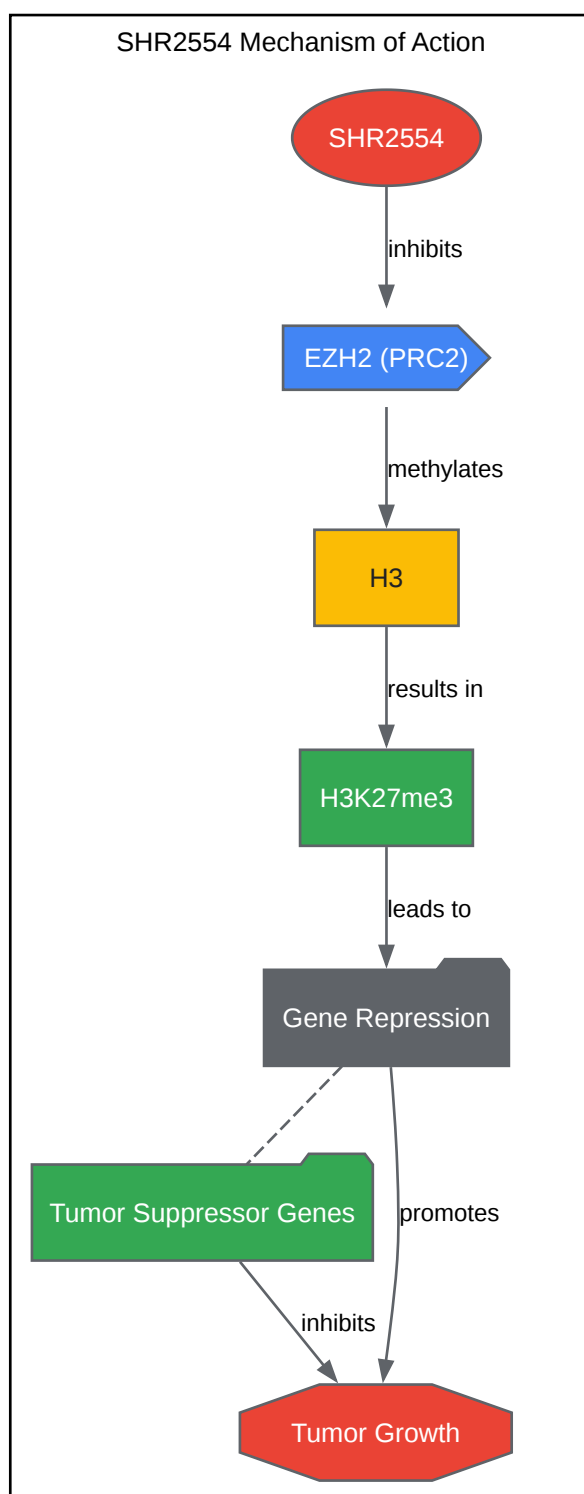 SHR2554 Mechanism of Action
SHR2554
inhibits
EZH2 (PRC2)
methylates
H3
results in
H3K27me3
leads to
Gene Repression
Tumor Suppressor Genes
promotes
inhibits
Tumor Growth